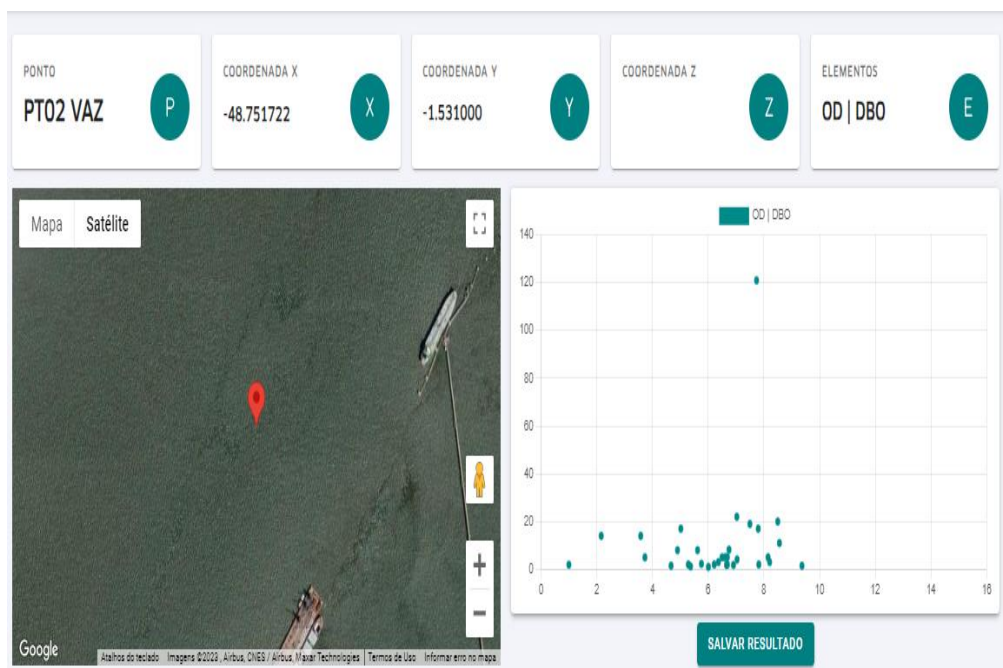 PONTO
PT02 VAZ
P
COORDENADA X
-48.751722
X
COORDENADA Y
-1.531000
Y
COORDENADA Z
Z
ELEMENTOS
OD | DBO
E
Mapa
Satélite
Google
Atalhos do teclado
Imagens ©2023 , Airbus, CNES / Airbus, Maxar Technologies
Termos de Uso
Informar erro no mapa
OD | DBO
140
120
100
80
60
40
20
0
0 2 4 6 8 10 12 14 16
SALVAR RESULTADO